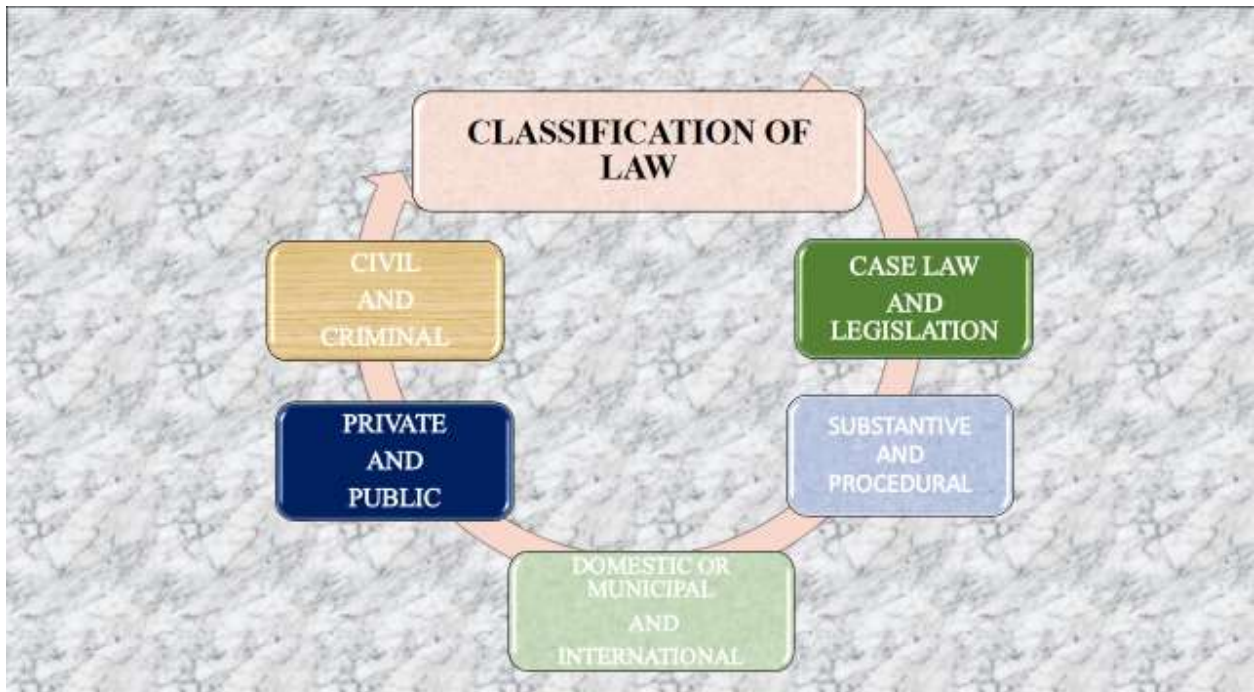 CLASSIFICATION OF
LAW
CASE LAW
AND
LEGISLATION
SUBSTANTIVE
AND
PROCEDURAL
DOMESTIC OR
MUNICIPAL
AND
INTERNATIONAL
PRIVATE
AND
PUBLIC
CIVIL
AND
CRIMINAL